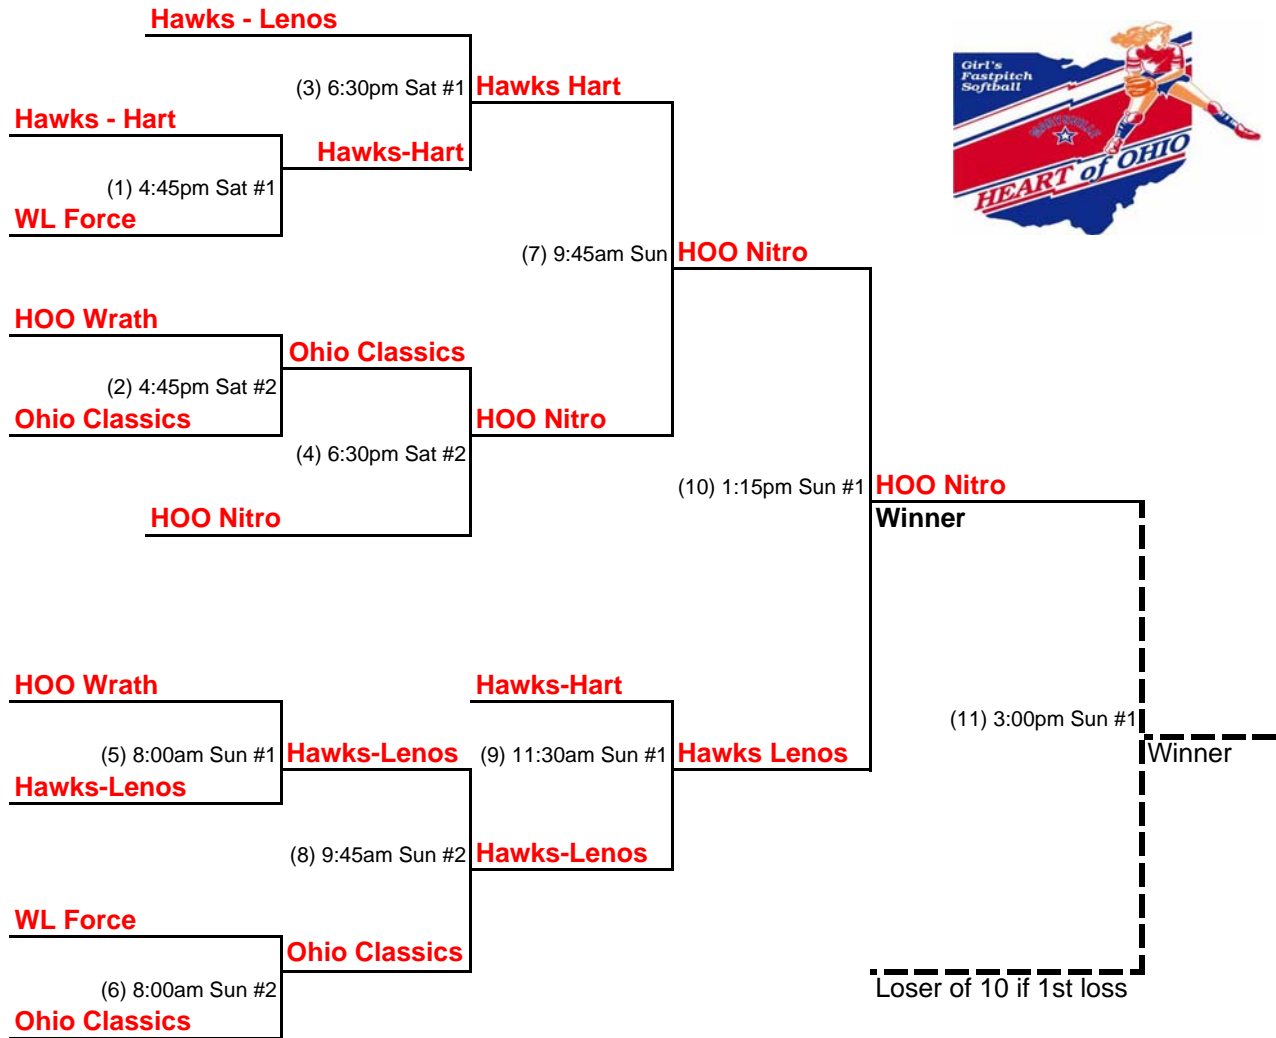 Hawks - Lenos
Girl's
Fastpitch
Softball
MARYSVILLE
HEART of OHIO
(3) 6:30pm Sat #1
Hawks Hart
Hawks - Hart
Hawks-Hart
(1) 4:45pm Sat #1
WL Force
(7) 9:45am Sun
HOO Nitro
HOO Wrath
Ohio Classics
(2) 4:45pm Sat #2
Ohio Classics
HOO Nitro
(4) 6:30pm Sat #2
(10) 1:15pm Sun #1
HOO Nitro
Winner
HOO Nitro
HOO Wrath
Hawks-Hart
(11) 3:00pm Sun #1
(5) 8:00am Sun #1
Hawks-Lenos
(9) 11:30am Sun #1
Hawks Lenos
Winner
Hawks-Lenos
(8) 9:45am Sun #2
Hawks-Lenos
WL Force
Ohio Classics
(6) 8:00am Sun #2
Loser of 10 if 1st loss
Ohio Classics